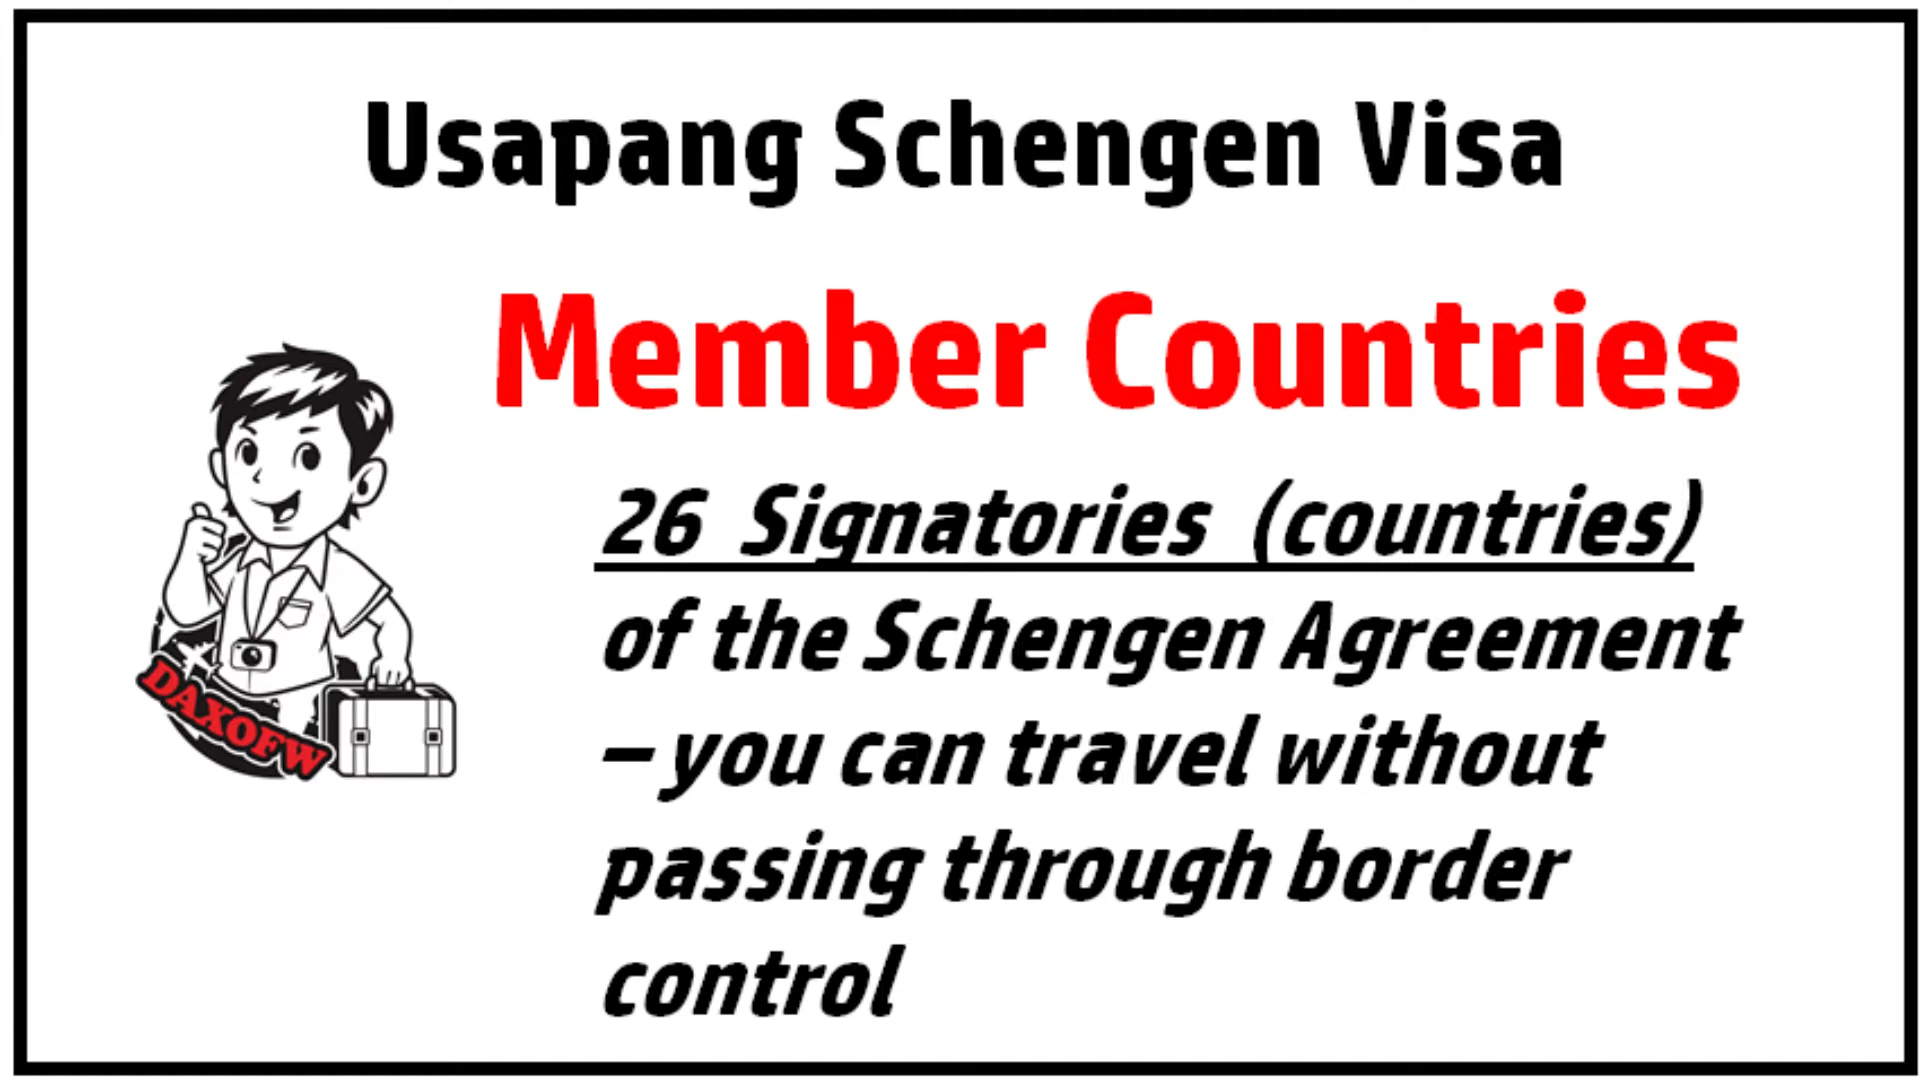 Usapang Schengen Visa
Member Countries
26 Signatories (countries)
of the Schengen Agreement
– you can travel without
passing through border
control
DAXOFW